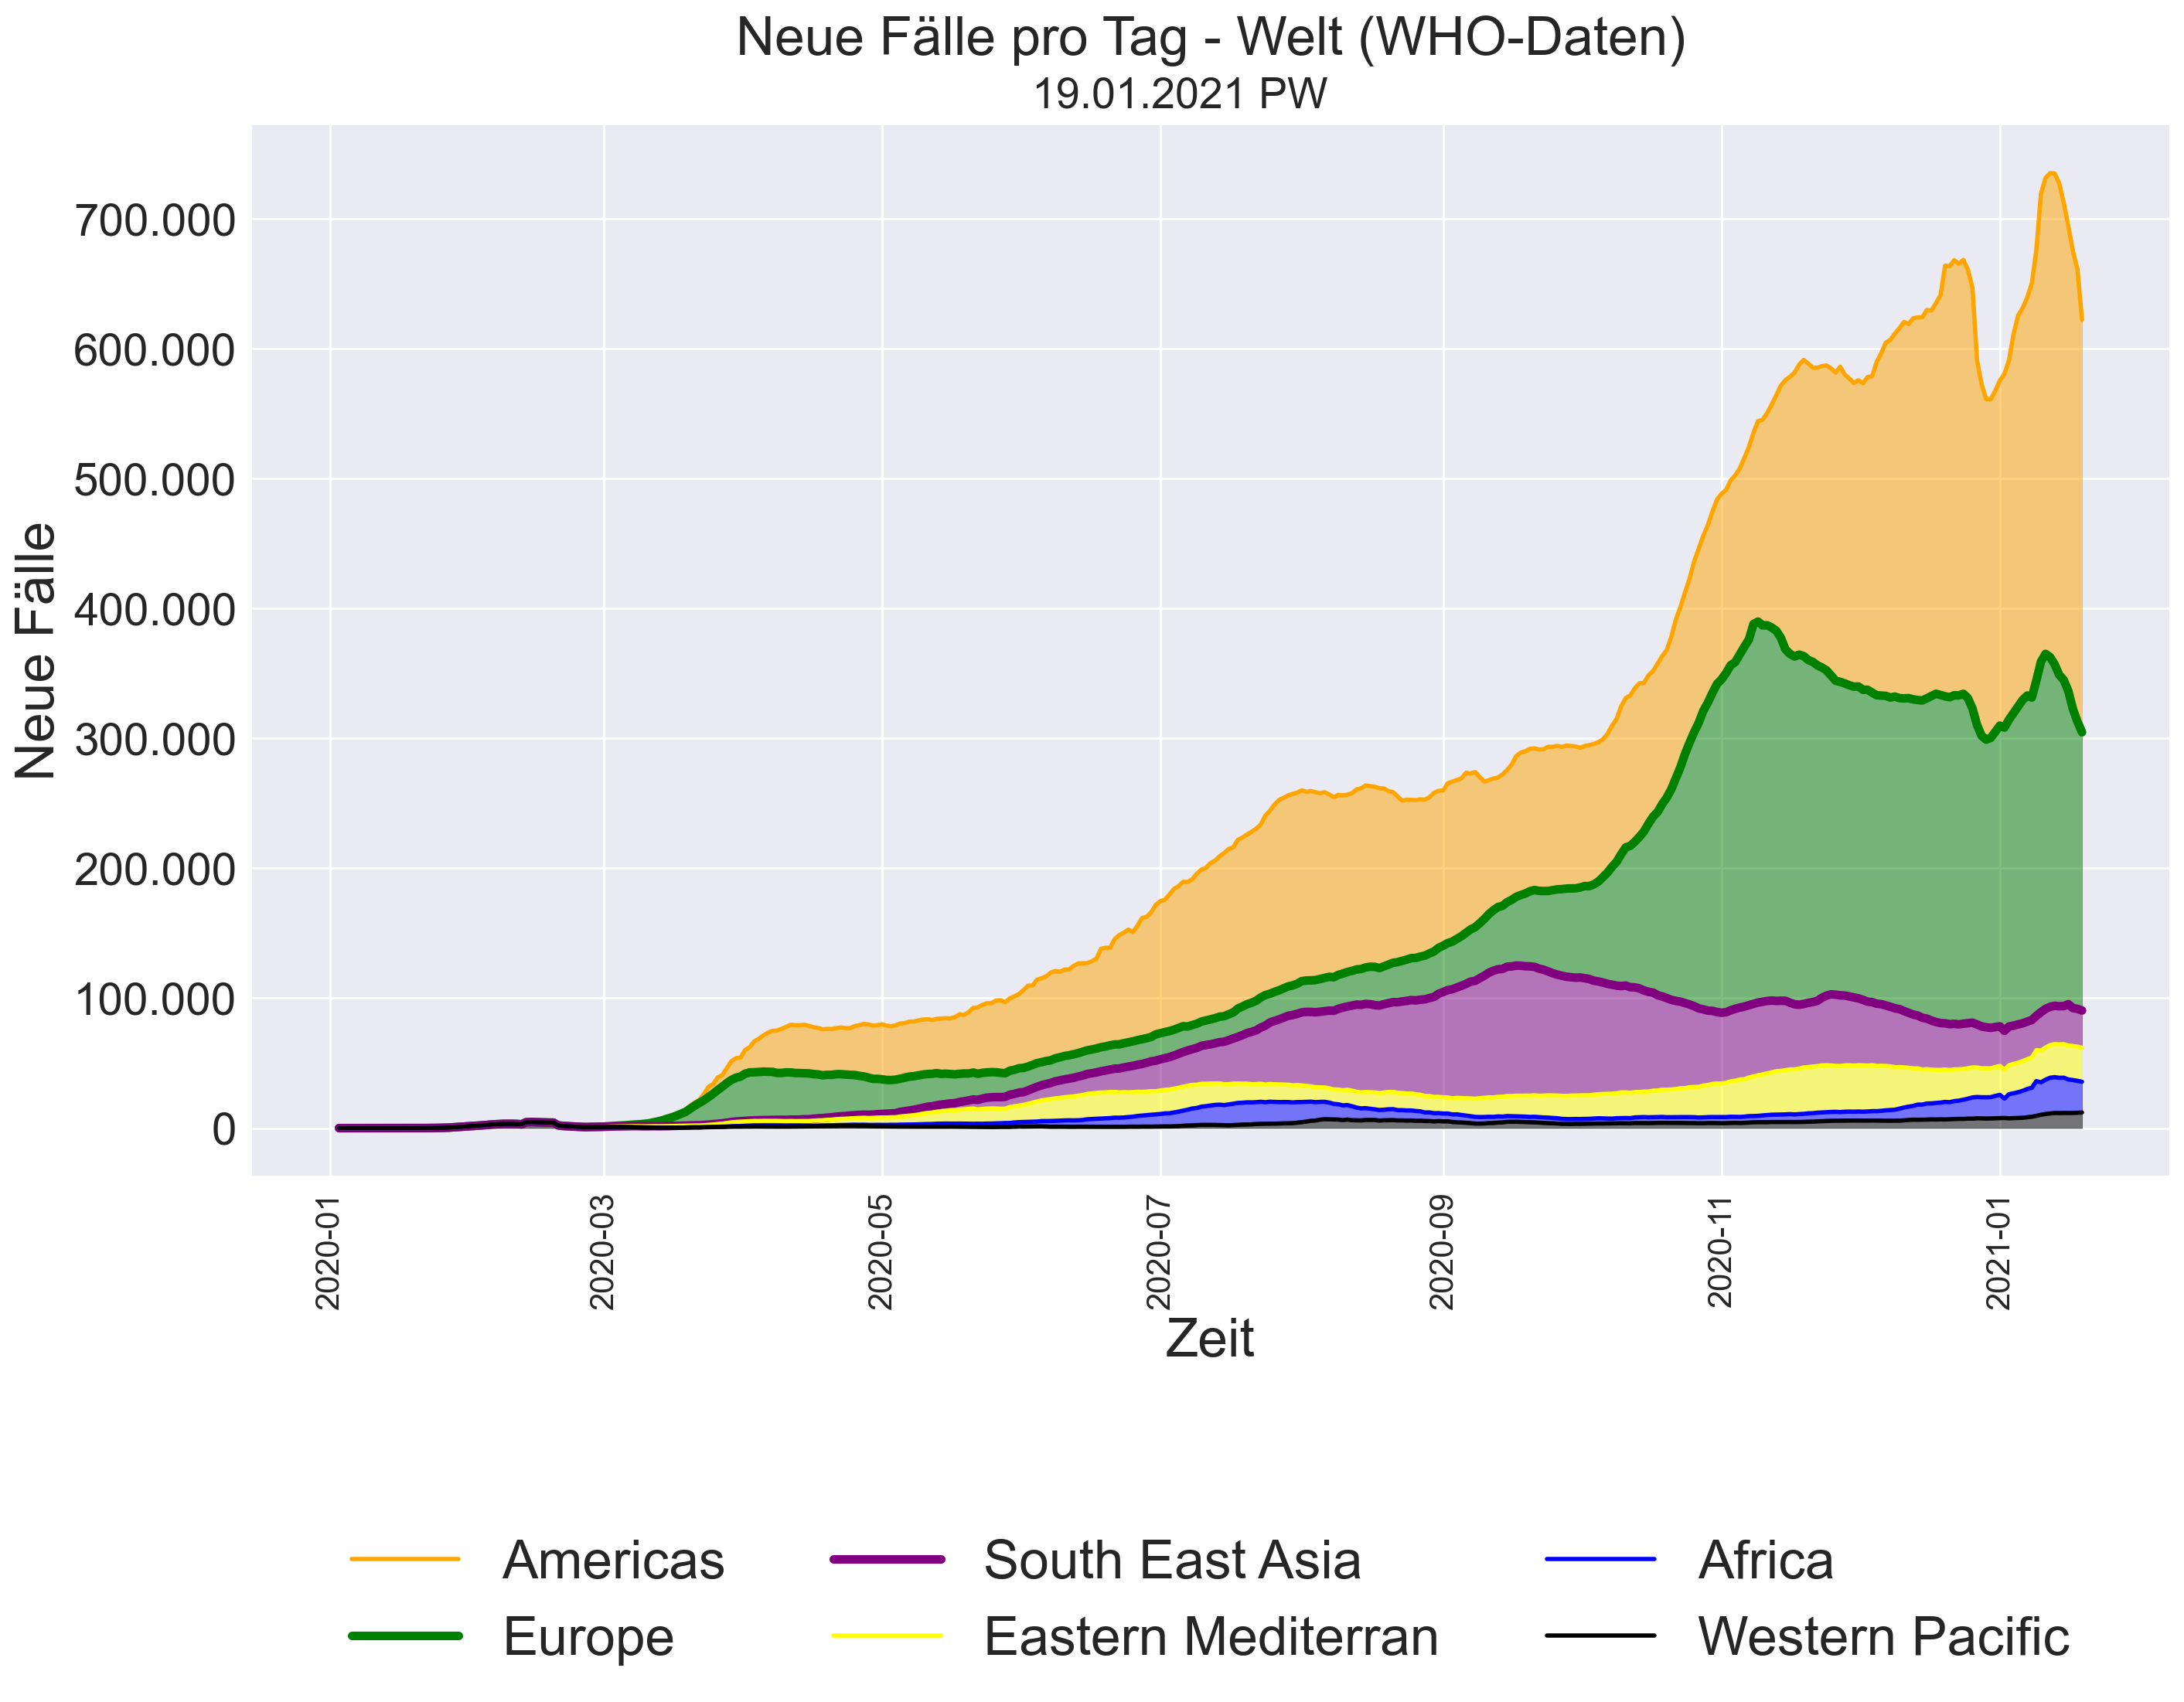 Neue Fälle pro Tag - Welt (WHO-Daten)
19.01.2021 PW
Neue Fälle
700.000
600.000
500.000
400.000
300.000
200.000
100.000
0
2020-01
2020-03
2020-05
2020-07
2020-09
2020-11
2021-01
Zeit
Americas
South East Asia
Africa
Europe
Eastern Mediterran
Western Pacific